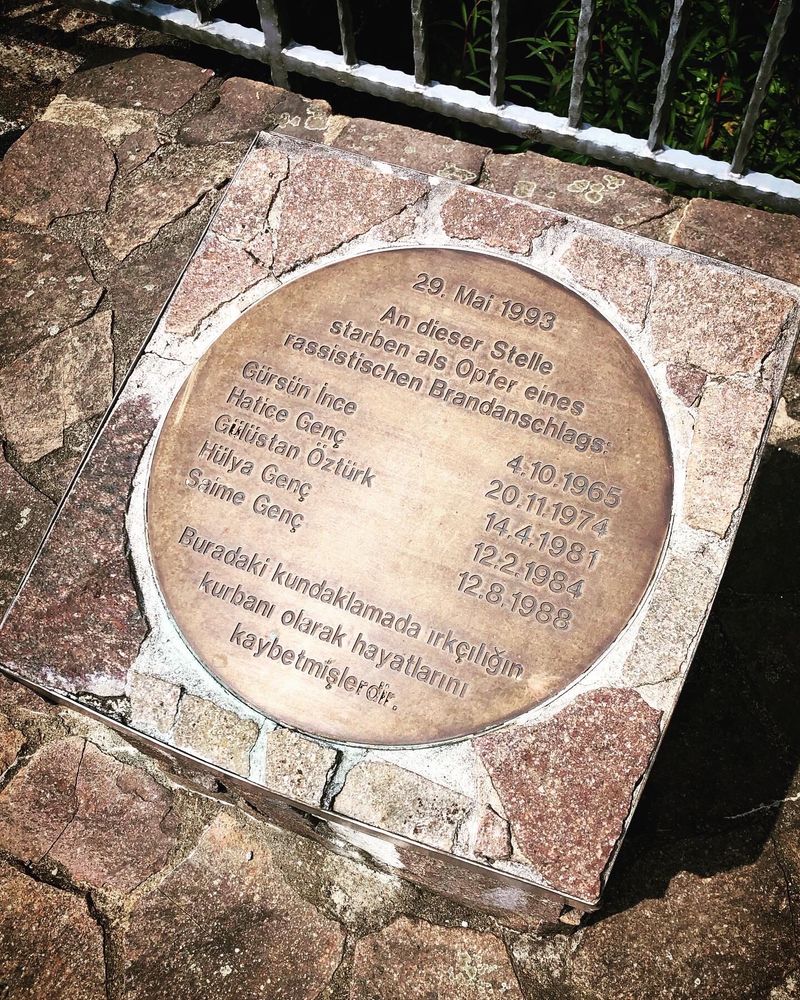 29. Mai 1993
An dieser Stelle
starben als Opfer eines
rassistischen Brandanschlags:
Gürsün İnce 4.10.1965
Hatice Genç 20.11.1974
Gülüstan Öztürk 14.4.1981
Hülya Genç 12.2.1984
Saime Genç 12.8.1988
Buradaki kundaklamada ırkçılığın
kurbanı olarak hayatlarını
kaybetmişlerdir.